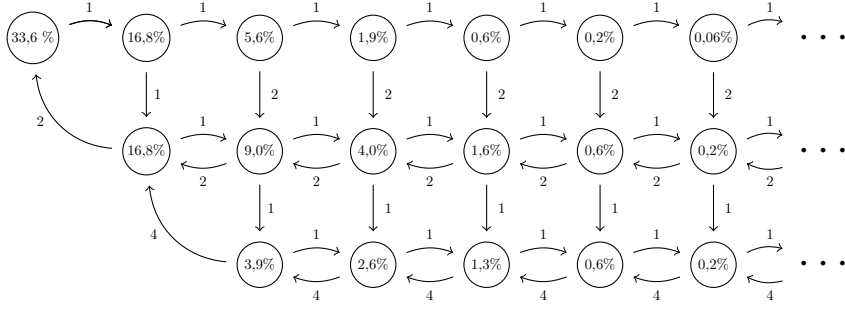 1 1 1 1 1 1 1
33,6 % 16,8% 5,6% 1,9% 0,6% 0,2% 0,06% • • •
1 2 2 2 2 2
2 1 1 1 1 1 1
16,8% 9,0% 4,0% 1,6% 0,6% 0,2% • • •
2 2 2 2 2 2
1 1 1 1 1
4 1 1 1 1 1
3,9% 2,6% 1,3% 0,6% 0,2% • • •
4 4 4 4 4